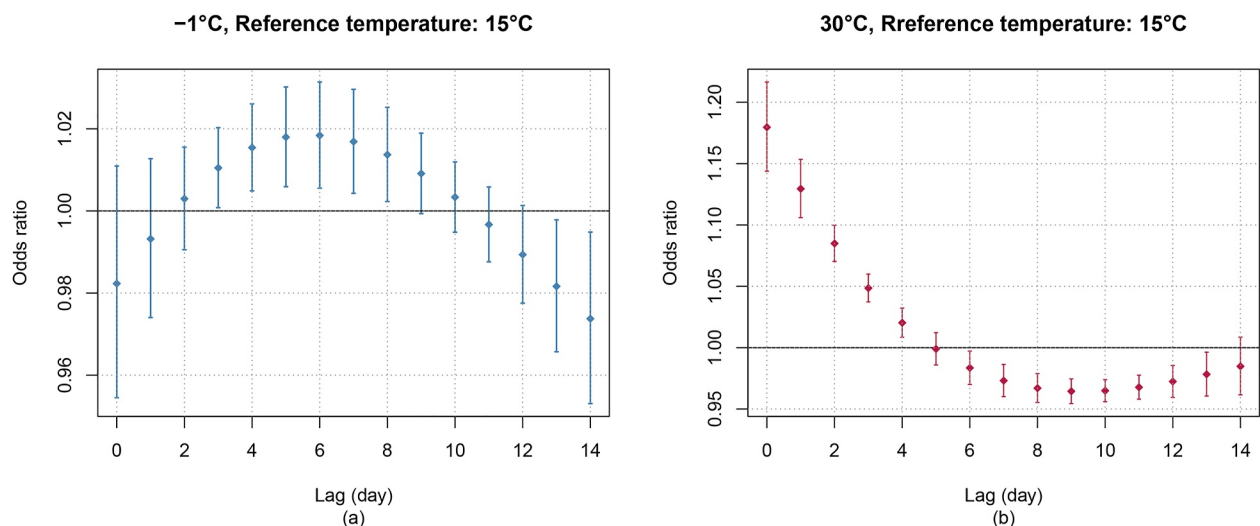 −1°C, Reference temperature: 15°C
Odds ratio
1.02
1.00
0.98
0.96
0 2 4 6 8 10 12 14
Lag (day)
(a)
30°C, Rreference temperature: 15°C
Odds ratio
1.20
1.15
1.10
1.05
1.00
0.95
0 2 4 6 8 10 12 14
Lag (day)
(b)